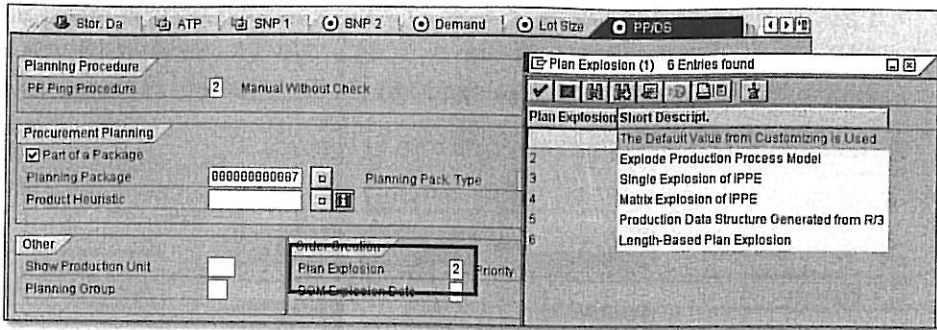 Stor. Da ATP SNP 1 SNP 2 Demand Lot Size PP/DS
Planning Procedure
PP Plng Procedure 2 Manual Without Check
Procurement Planning
Part of a Package
Planning Package 000000000007 Planning Pack. Type
Product Heuristic
Other
Show Production Unit
Planning Group
Order Creation
Plan Explosion 2 Priority
BOM Explosion Date
Plan Explosion (1) 6 Entries found
Plan Explosion Short Descript.
The Default Value from Customizing Is Used
2 Explode Production Process Model
3 Single Explosion of iPPE
4 Matrix Explosion of iPPE
5 Production Data Structure Generated from R/3
6 Length-Based Plan Explosion